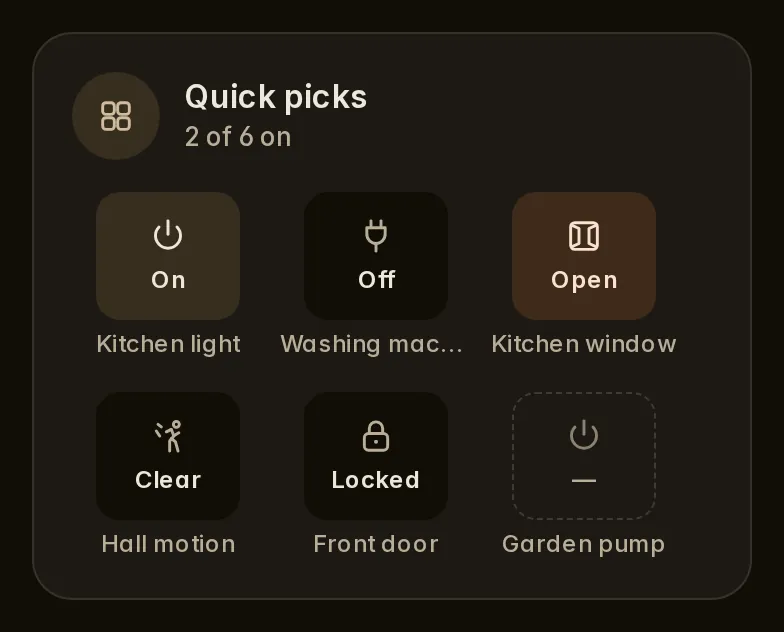 Quick picks
2 of 6 on
On
Off
Open
Kitchen light
Washing mac...
Kitchen window
Clear
Locked
—
Hall motion
Front door
Garden pump